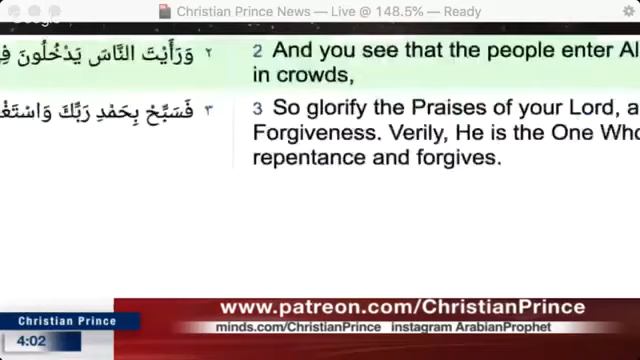 Christian Prince News — Live @ 148.5% — Ready
وَرَأَيْتَ النَّاسَ يَدْخُلُونَ ٢
2 And you see that the people enter Al
in crowds,
فَسَبِّحْ بِحَمْدِ رَبِّكَ ٣
3 So glorify the Praises of your Lord, a
Forgiveness. Verily, He is the One Who
repentance and forgives.
www.patreon.com/ChristianPrince
Christian Prince
minds.com/ChristianPrince instagram ArabianProphet
4:02